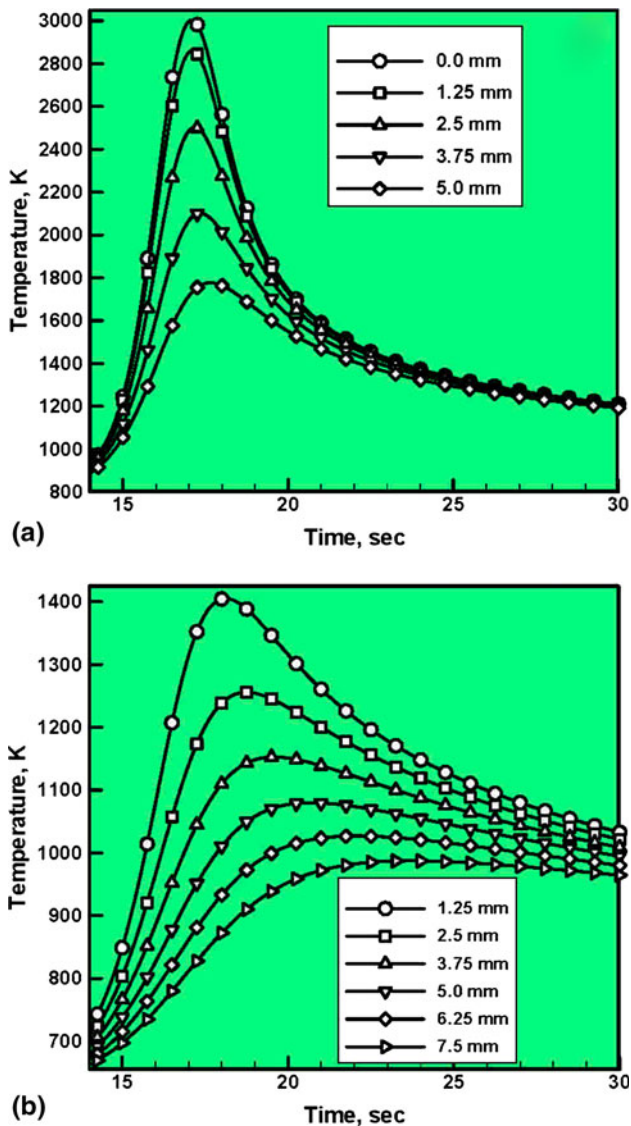 3000
2800
2600
2400
2200
2000
1800
1600
1400
1200
1000
800
Temperature, K
0.0 mm
1.25 mm
2.5 mm
3.75 mm
5.0 mm
15 20 25 30
Time, sec
(a)
1400
1300
1200
1100
1000
900
800
700
Temperature, K
1.25 mm
2.5 mm
3.75 mm
5.0 mm
6.25 mm
7.5 mm
15 20 25 30
Time, sec
(b)